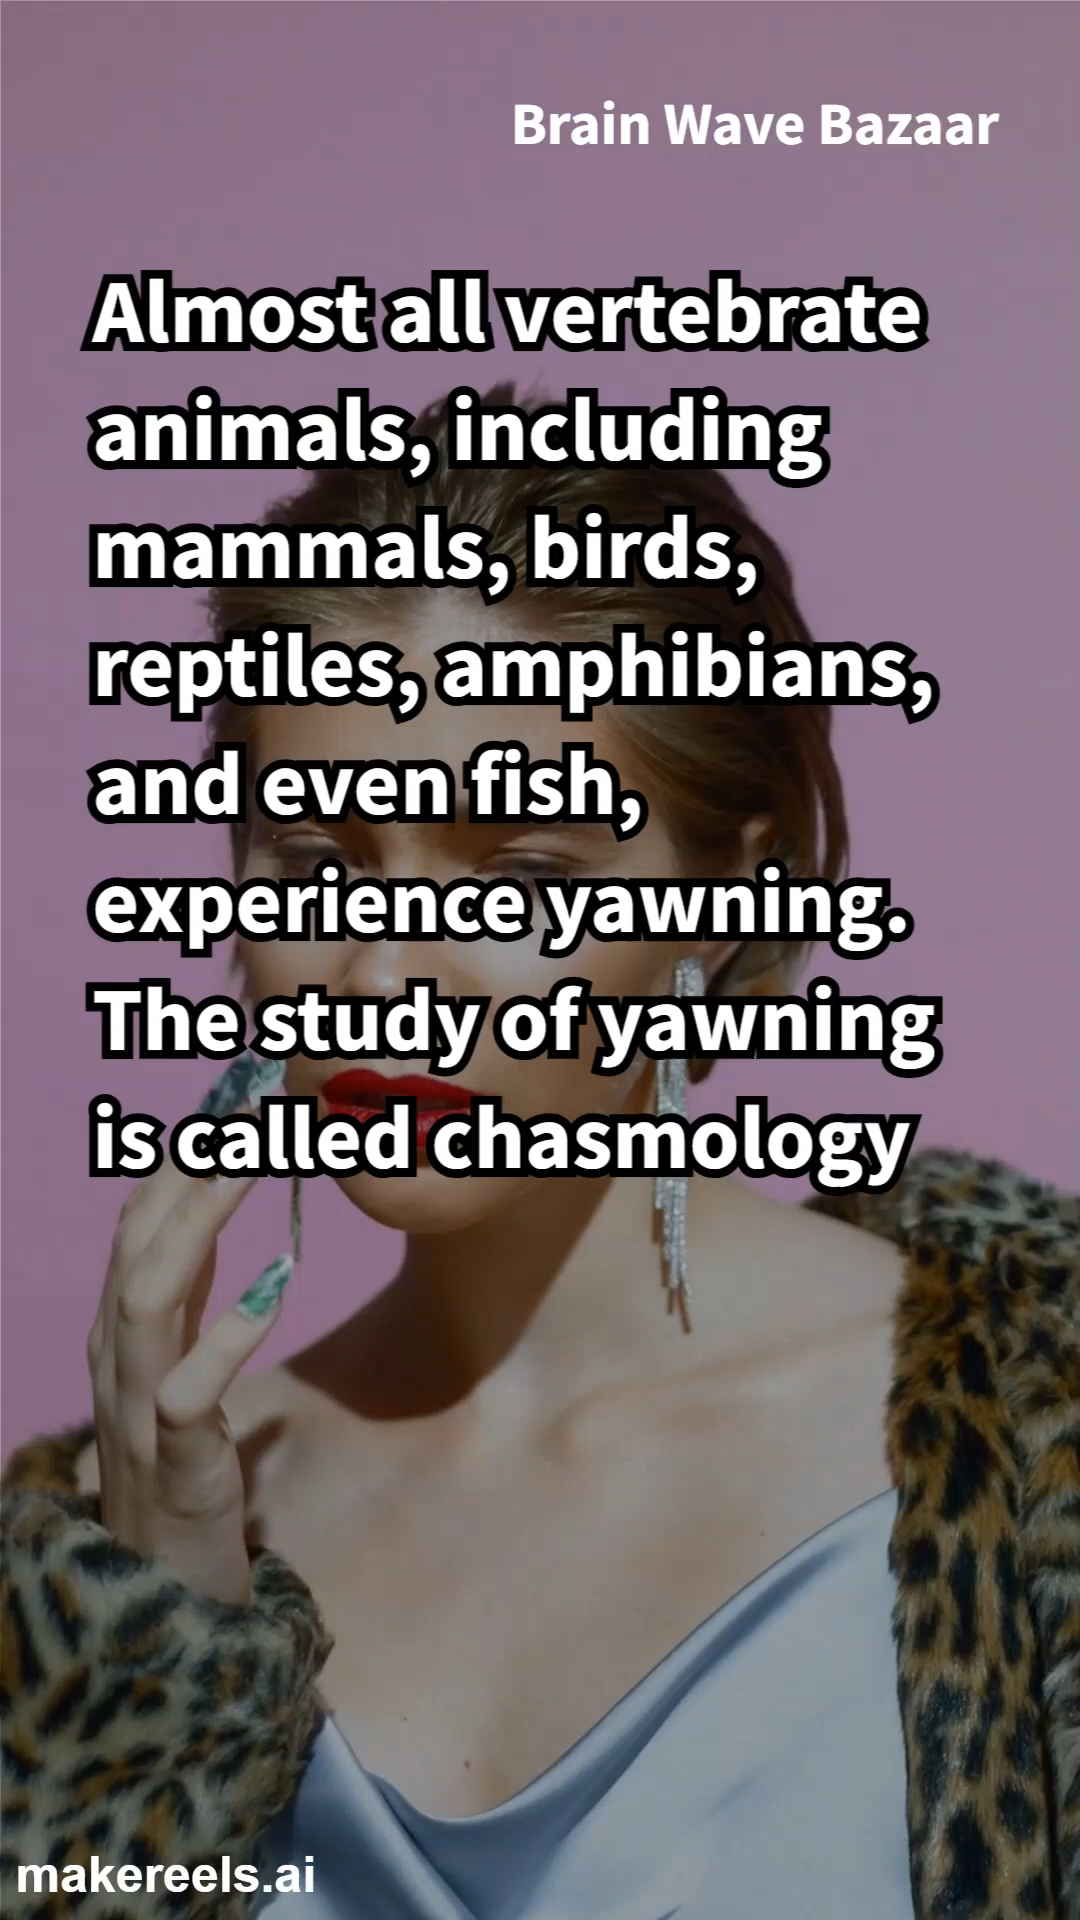 Brain Wave Bazaar
Almost all vertebrate
animals, including
mammals, birds,
reptiles, amphibians,
and even fish,
experience yawning.
The study of yawning
is called chasmology
makereels.ai